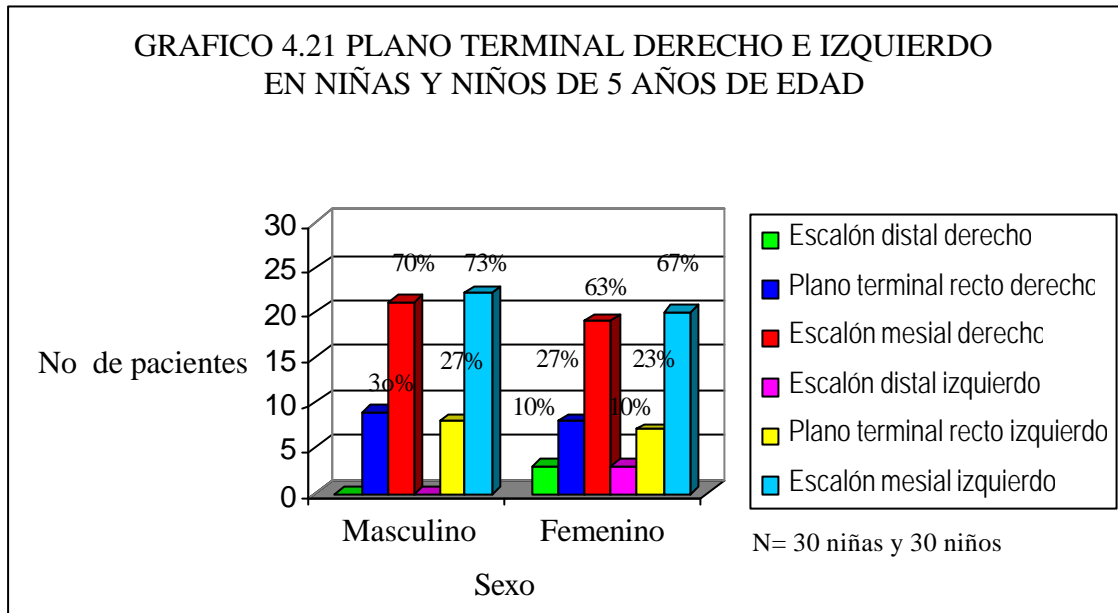 GRAFICO 4.21 PLANO TERMINAL DERECHO E IZQUIERDO
EN NIÑAS Y NIÑOS DE 5 AÑOS DE EDAD
No de pacientes
30
25
20
15
10
5
0
3o%
70%
27%
73%
10%
27%
63%
10%
23%
67%
Masculino
Femenino
Sexo
Escalón distal derecho
Plano terminal recto derecho
Escalón mesial derecho
Escalón distal izquierdo
Plano terminal recto izquierdo
Escalón mesial izquierdo
N= 30 niñas y 30 niños